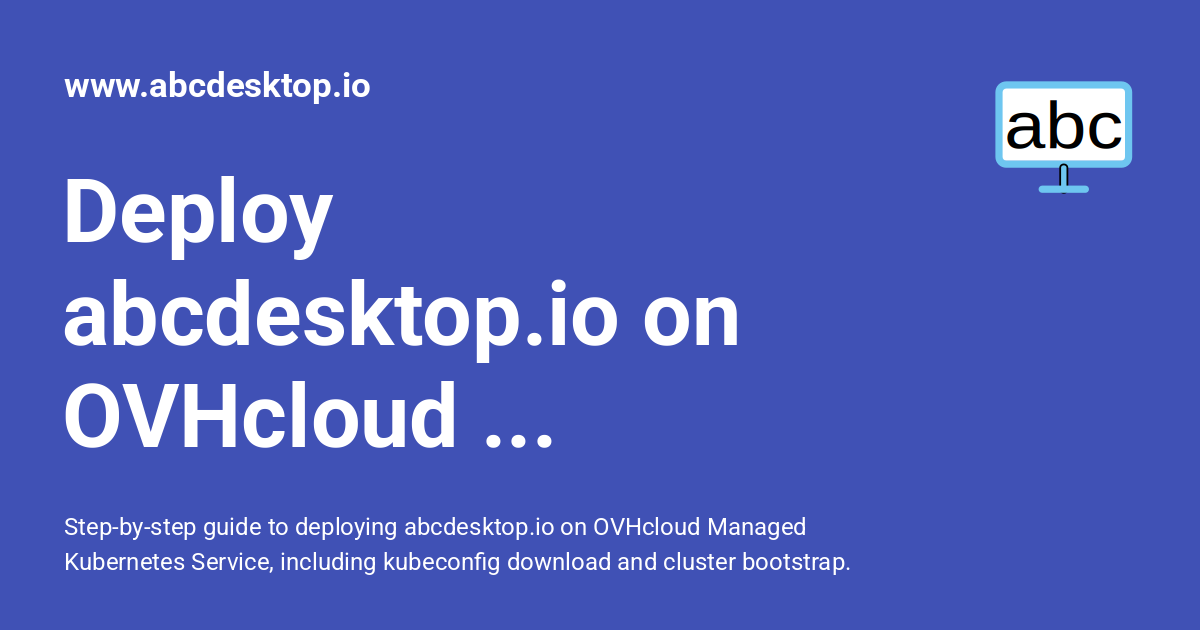 www.abcdesktop.io
abc
Deploy
abcdesktop.io on
OVHcloud ...
Step-by-step guide to deploying abcdesktop.io on OVHcloud Managed
Kubernetes Service, including kubeconfig download and cluster bootstrap.